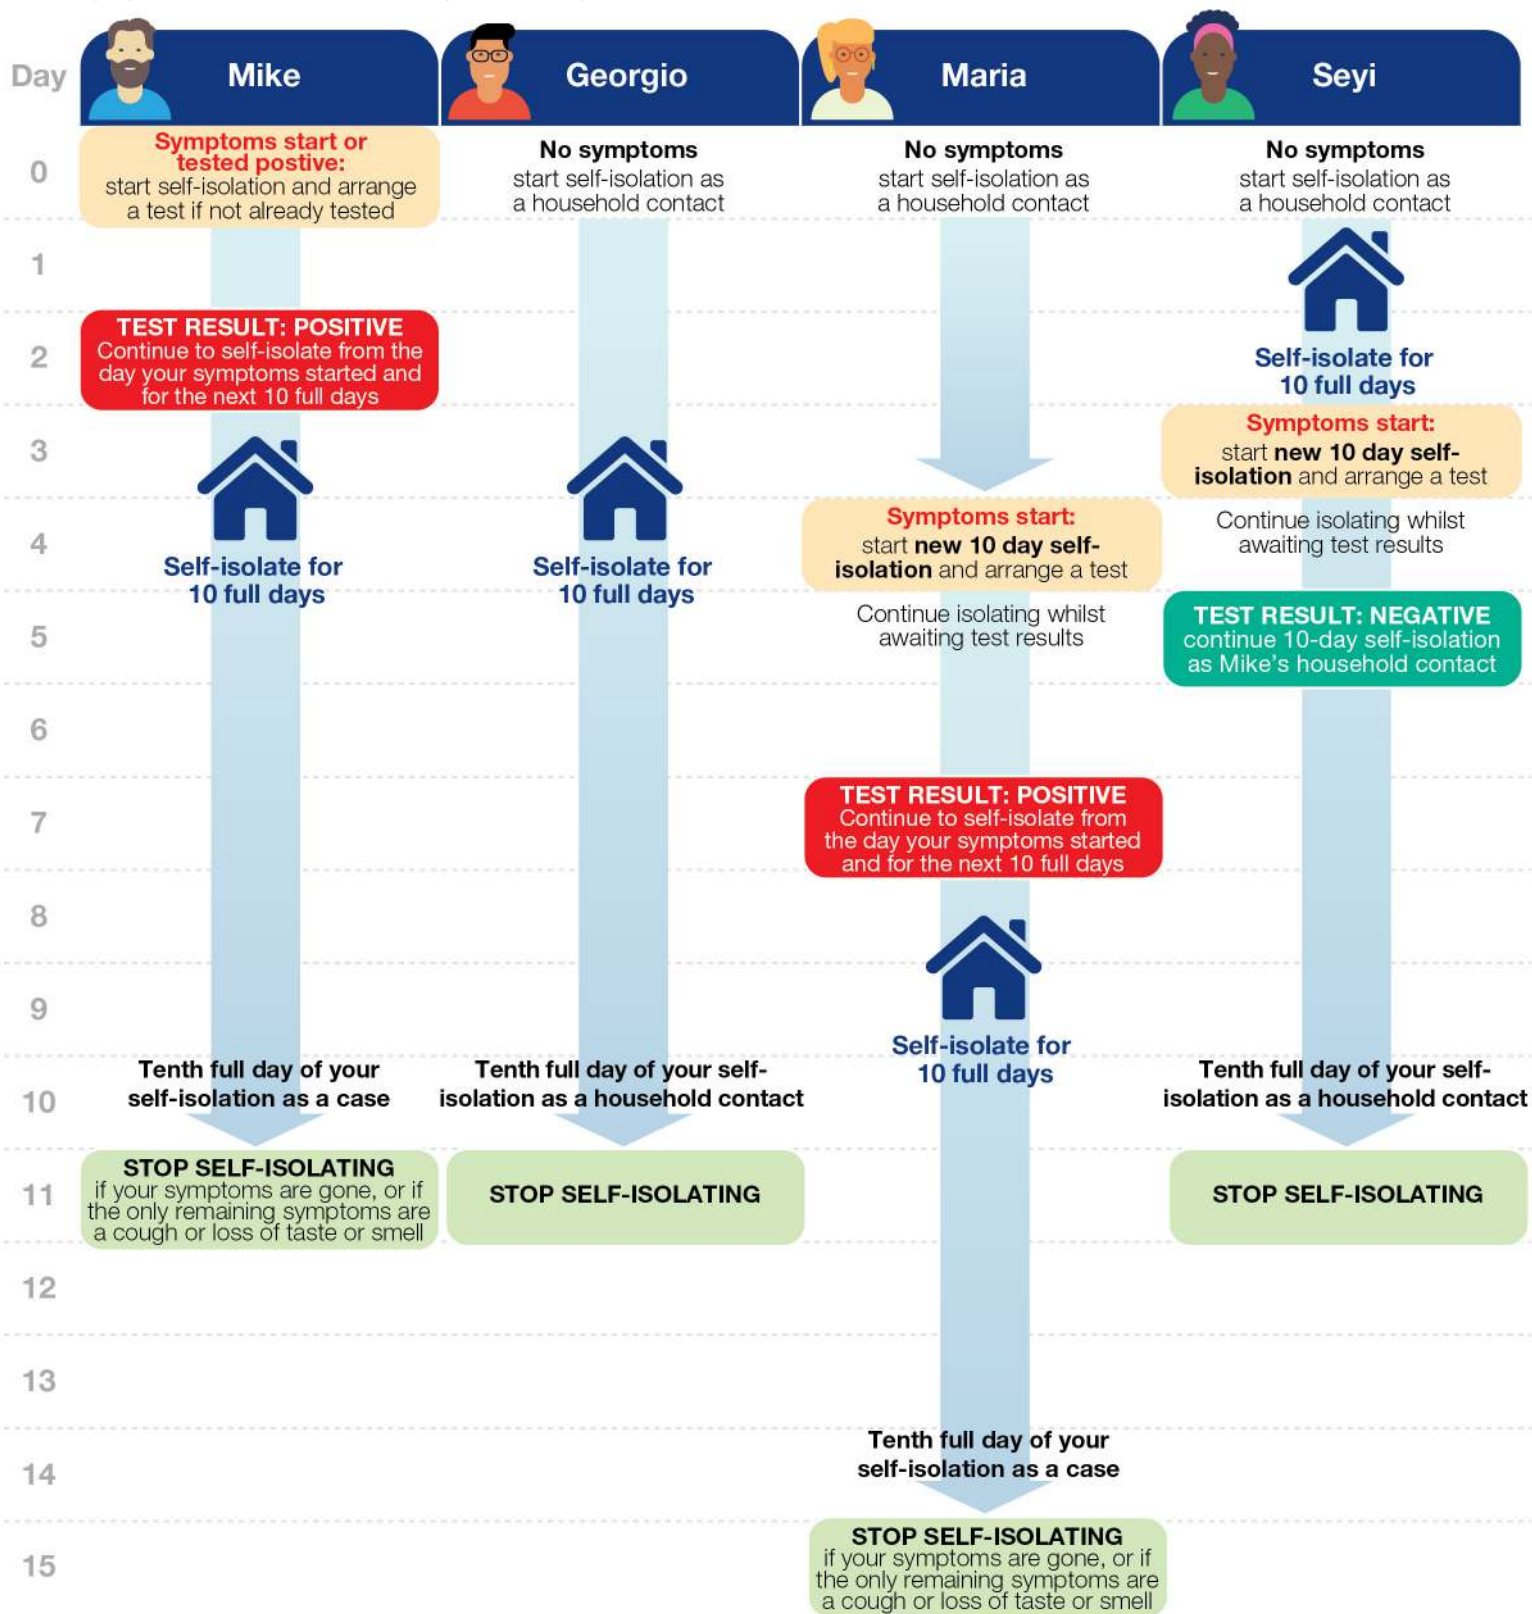 Day
Mike
Georgio
Maria
Seyi
0
Symptoms start or
tested postive:
start self-isolation and arrange
a test if not already tested
No symptoms
start self-isolation as
a household contact
No symptoms
start self-isolation as
a household contact
No symptoms
start self-isolation as
a household contact
1
2
TEST RESULT: POSITIVE
Continue to self-isolate from the
day your symptoms started and
for the next 10 full days
Self-isolate for
10 full days
3
Symptoms start:
start new 10 day self-
isolation and arrange a test
4
Self-isolate for
10 full days
Self-isolate for
10 full days
Symptoms start:
start new 10 day self-
isolation and arrange a test
Continue isolating whilst
awaiting test results
5
Continue isolating whilst
awaiting test results
TEST RESULT: NEGATIVE
continue 10-day self-isolation
as Mike's household contact
6
7
TEST RESULT: POSITIVE
Continue to self-isolate from
the day your symptoms started
and for the next 10 full days
8
9
Self-isolate for
10 full days
10
Tenth full day of your
self-isolation as a case
Tenth full day of your self-
isolation as a household contact
Tenth full day of your self-
isolation as a household contact
11
STOP SELF-ISOLATING
if your symptoms are gone, or if
the only remaining symptoms are
a cough or loss of taste or smell
STOP SELF-ISOLATING
STOP SELF-ISOLATING
12
13
14
Tenth full day of your
self-isolation as a case
15
STOP SELF-ISOLATING
if your symptoms are gone, or if
the only remaining symptoms are
a cough or loss of taste or smell